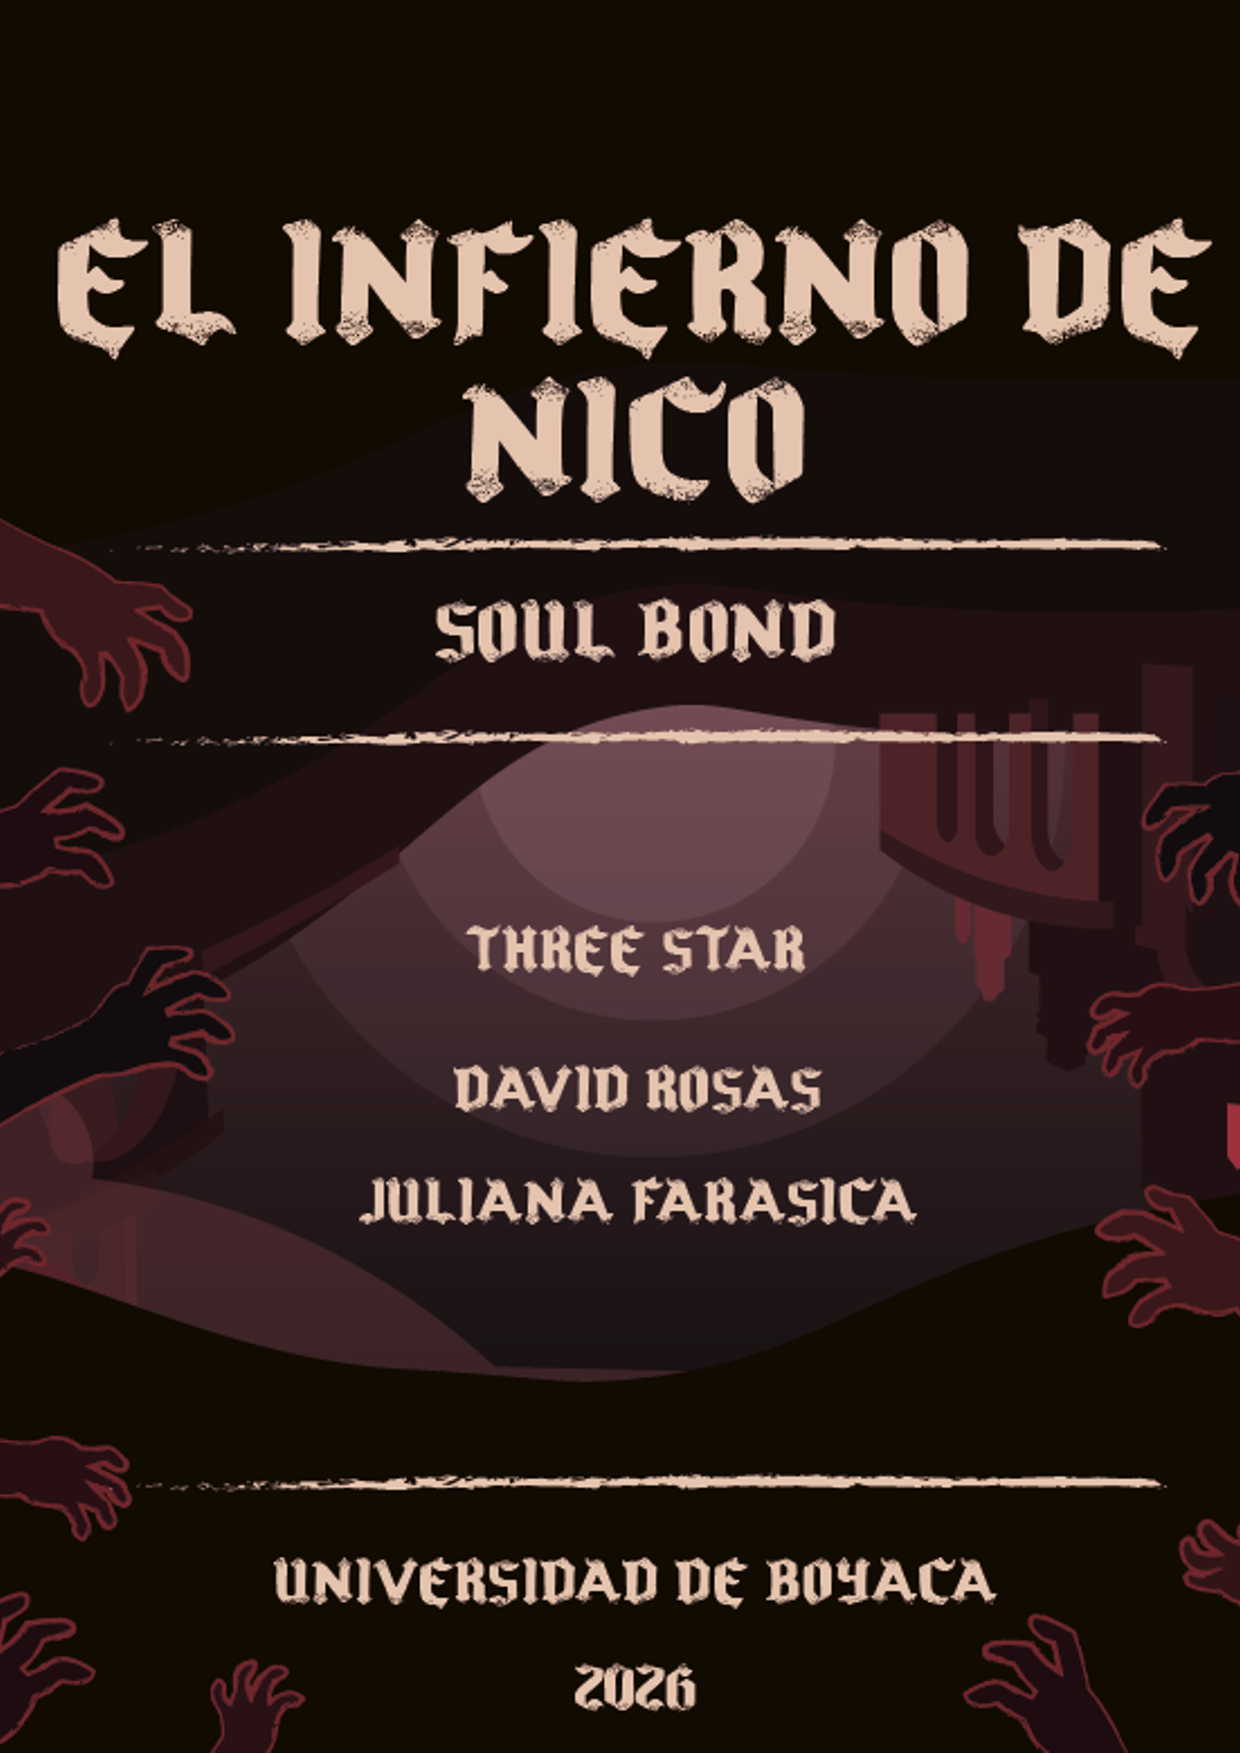 EL INFIERNO DE
NICO
SOUL BOND
THREE STAR
DAVID ROSAS
JULIANA FARASICA
UNIVERSIDAD DE BOYACA
2026